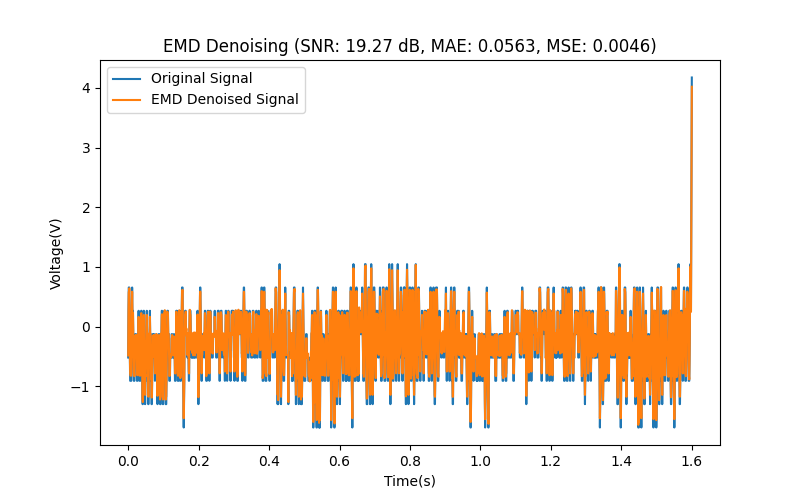 EMD Denoising (SNR: 19.27 dB, MAE: 0.0563, MSE: 0.0046)
Original Signal
EMD Denoised Signal
4
3
2
1
0
−1
Voltage(V)
0.0 0.2 0.4 0.6 0.8 1.0 1.2 1.4 1.6
Time(s)